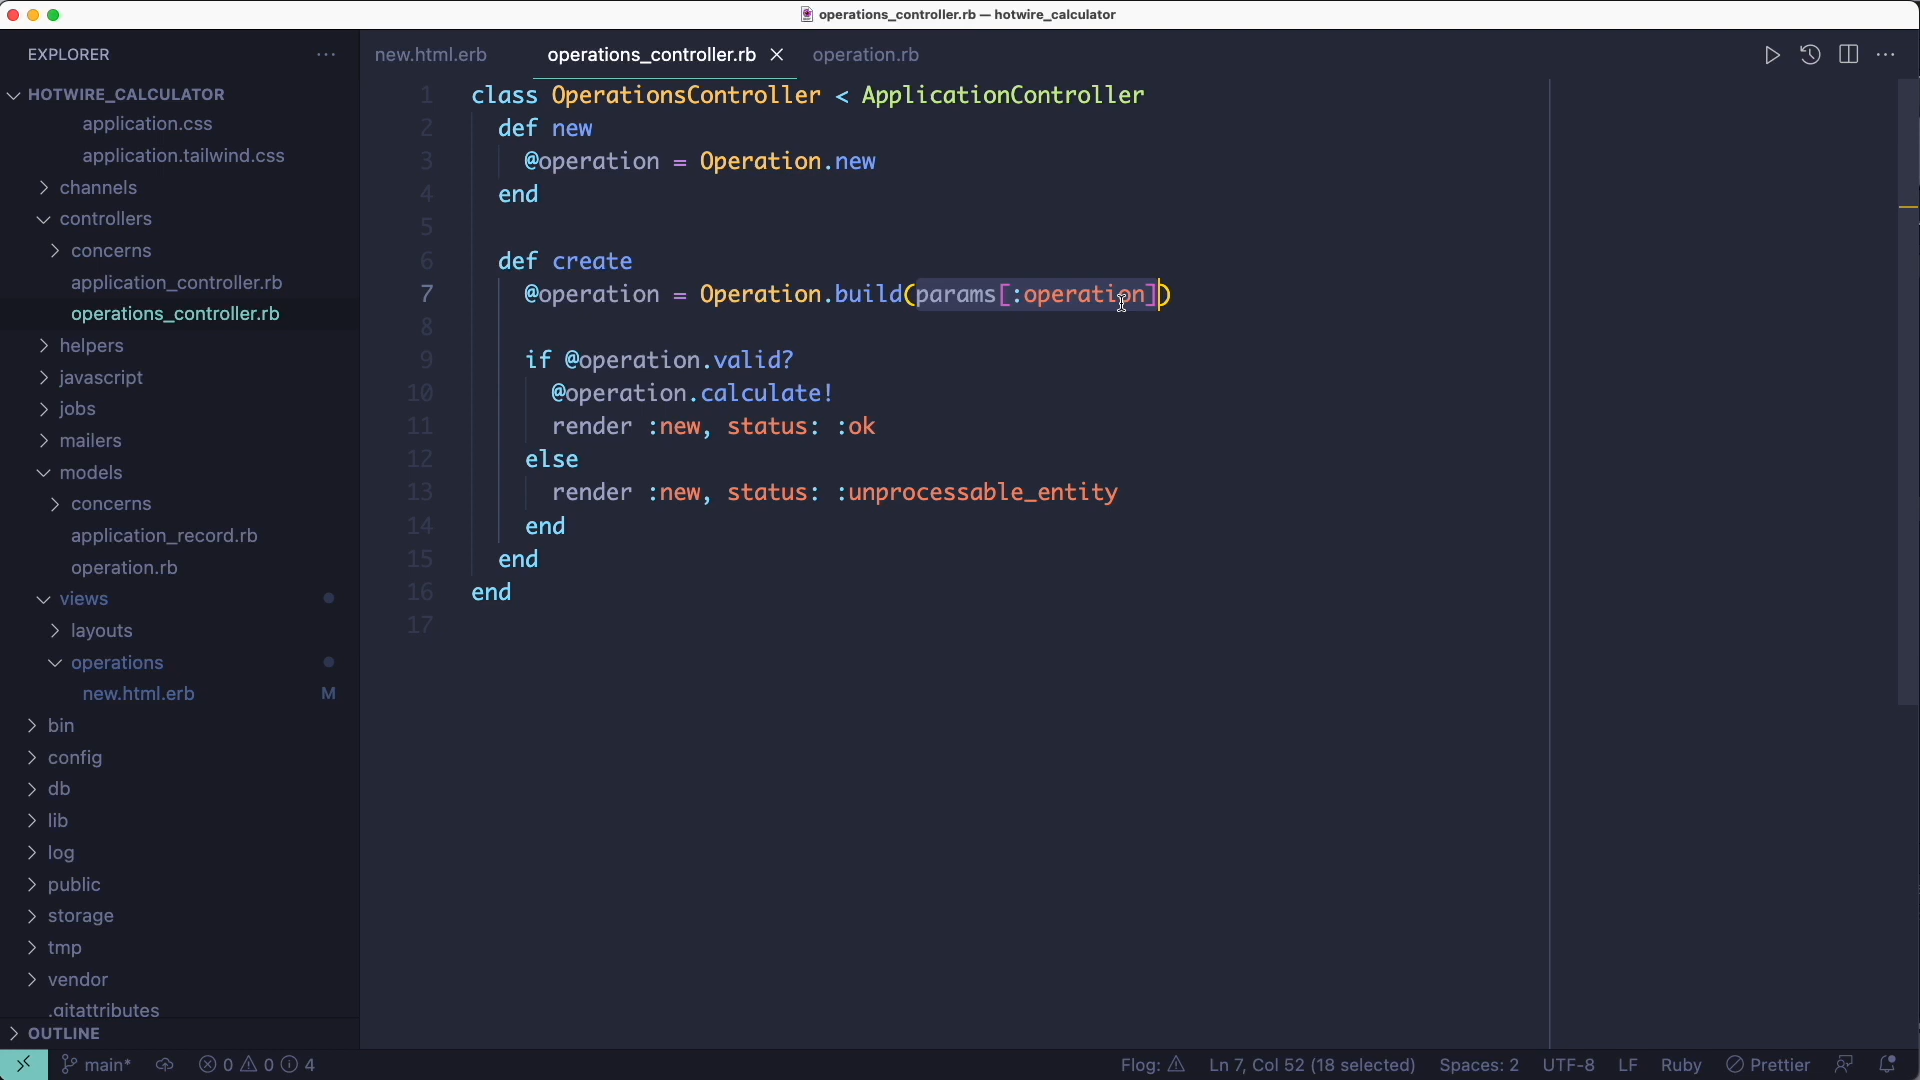 operations_controller.rb — hotwire_calculator
EXPLORER
HOTWIRE_CALCULATOR
application.css
application.tailwind.css
channels
controllers
concerns
application_controller.rb
operations_controller.rb
helpers
javascript
jobs
mailers
models
concerns
application_record.rb
operation.rb
views
layouts
operations
new.html.erb M
bin
config
db
lib
log
public
storage
tmp
vendor
.gitattributes
OUTLINE
new.html.erb operations_controller.rb operation.rb
1 class OperationsController < ApplicationController
2   def new
3     @operation = Operation.new
4   end
5
6   def create
7     @operation = Operation.build(params[:operation])
8
9     if @operation.valid?
10       @operation.calculate!
11       render :new, status: :ok
12     else
13       render :new, status: :unprocessable_entity
14     end
15   end
16 end
17
main* 0 0 4 Flog: Ln 7, Col 52 (18 selected) Spaces: 2 UTF-8 LF Ruby Prettier